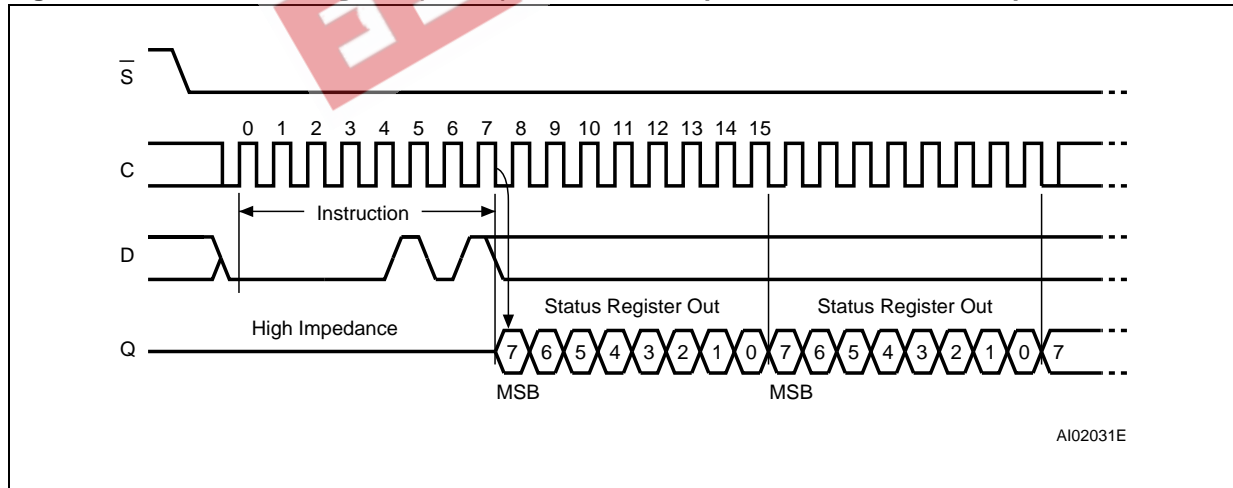 S
0 1 2 3 4 5 6 7 8 9 10 11 12 13 14 15
C
Instruction
D
Status Register Out Status Register Out
High Impedance
Q 7 6 5 4 3 2 1 0 7 6 5 4 3 2 1 0 7
MSB MSB
AI02031E